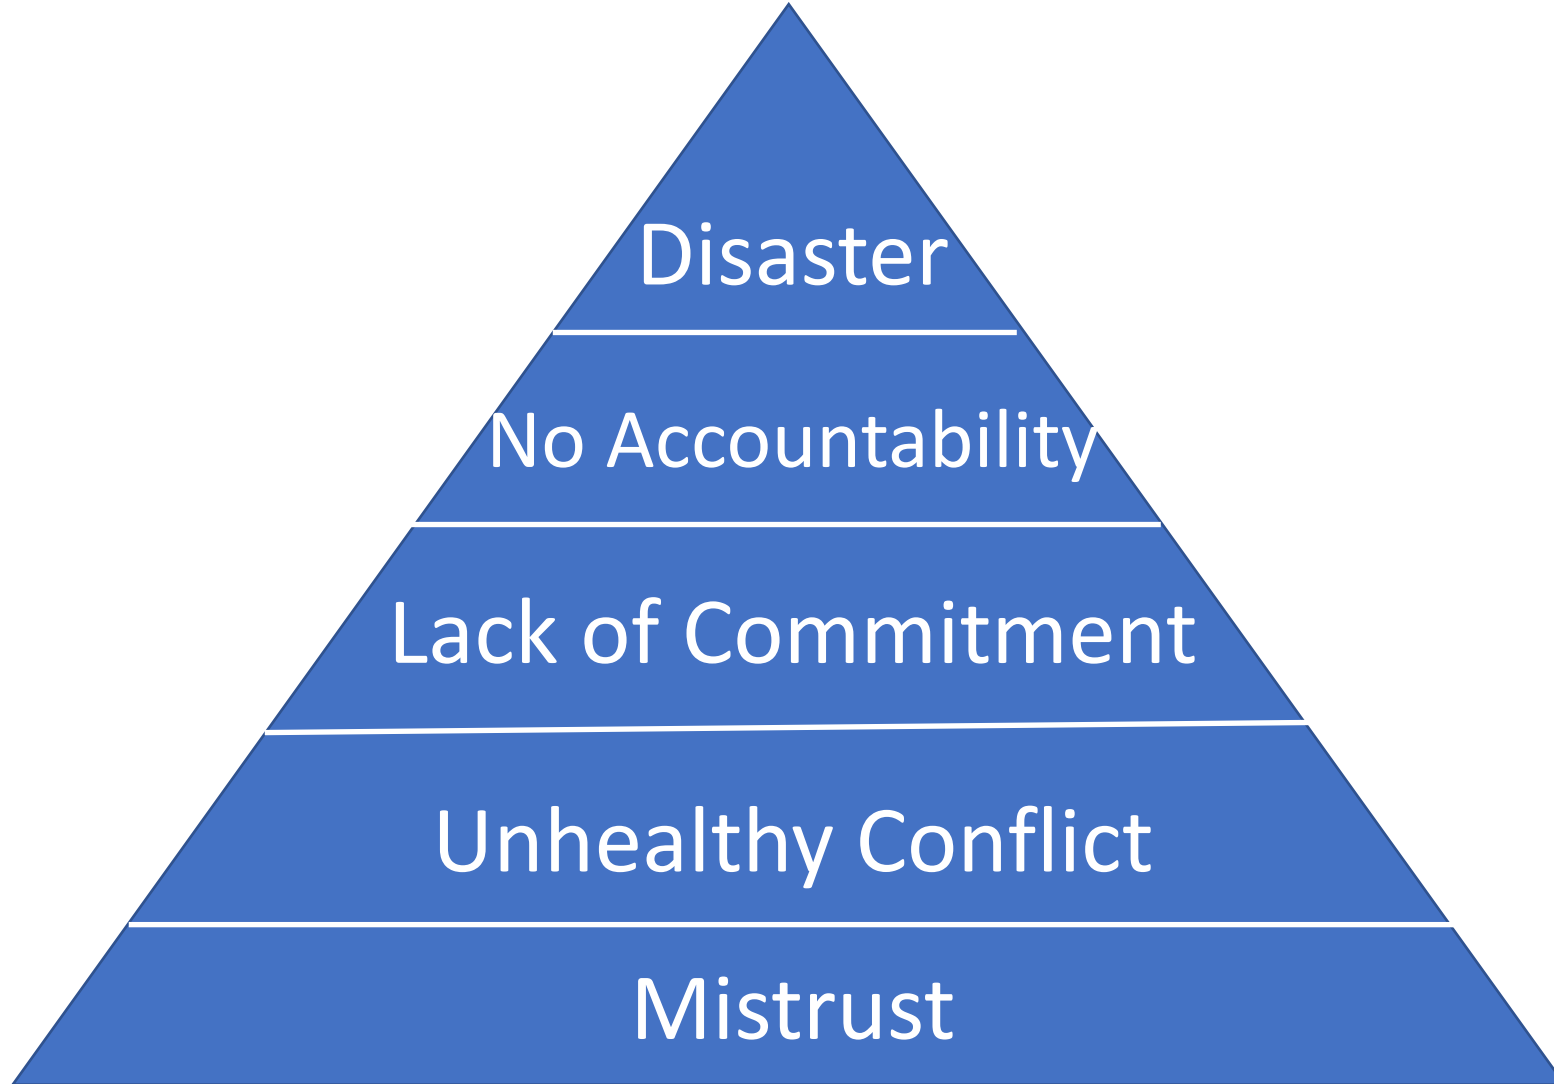 Disaster
No Accountability
Lack of Commitment
Unhealthy Conflict
Mistrust